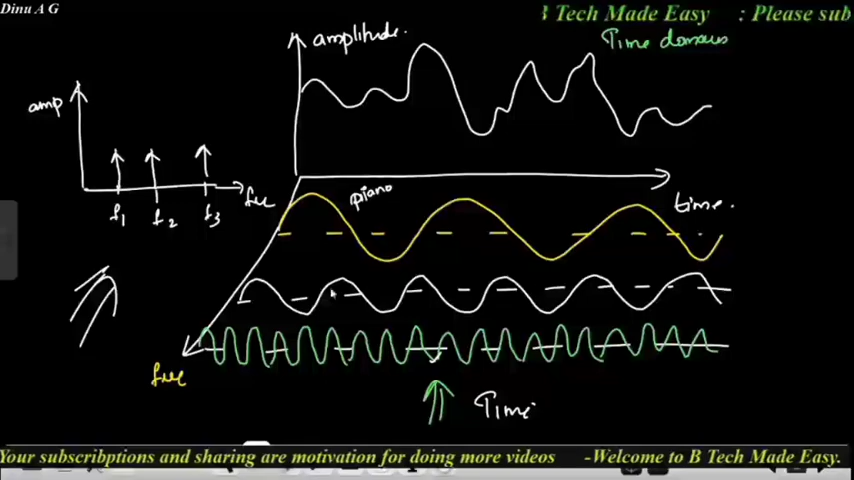 Dinu A G
B Tech Made Easy : Please sub
amplitude.
Time domain
amp
fre
f1 f2 f3
piano
time.
fre
Time
Your subscribptions and sharing are motivation for doing more videos -Welcome to B Tech Made Easy.